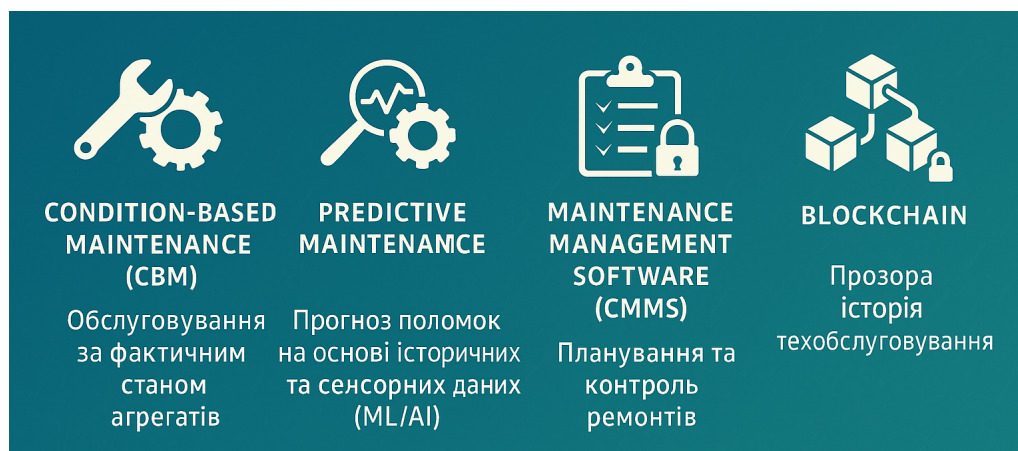 CONDITION-BASED
MAINTENANCE
(CBM)
Обслуговування
за фактичним
станом
агрегатів
PREDICTIVE
MAINTENANCE
Прогноз поломок
на основі історичних
та сенсорних даних
(ML/AI)
MAINTENANCE
MANAGEMENT
SOFTWARE
(CMMS)
Планування та
контроль
ремонтів
BLOCKCHAIN
Прозора
історія
техобслуговування